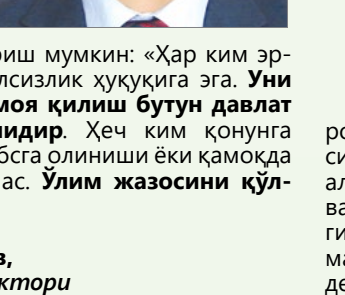 риш мумкин: «Ҳар ким эр-
лсизлик ҳуқуқига эга. Уни
моя қилиш бутун давлат
идир. Ҳеч ким қонунга
бсга олиниши ёки қамоқда
ас. Ўлим жазосини қўл-
в,
ктори
ро
си
ал
ва
ги
ма
де